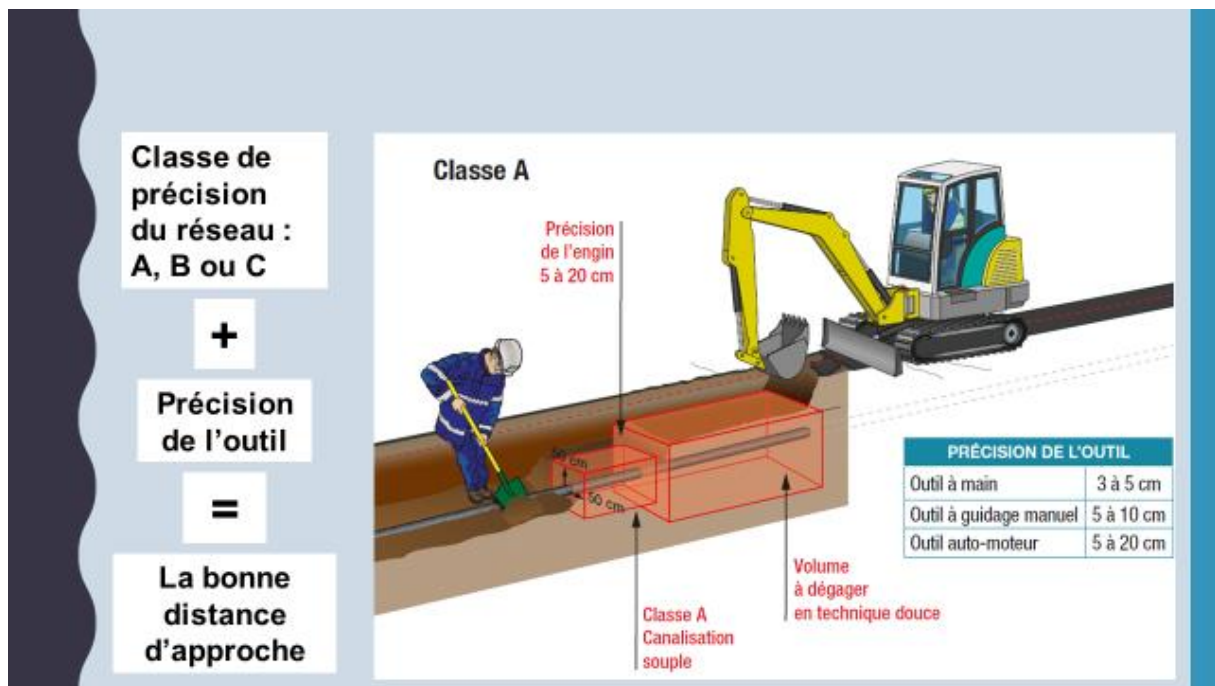 Classe de
précision
du réseau :
A, B ou C
+
Précision
de l'outil
=
La bonne
distance
d'approche
Classe A
Précision
de l'engin
5 à 20 cm
50 cm
50 cm
Classe A
Canalisation
souple
Volume
à dégager
en technique douce
PRÉCISION DE L'OUTIL
Outil à main 3 à 5 cm
Outil à guidage manuel 5 à 10 cm
Outil auto-moteur 5 à 20 cm